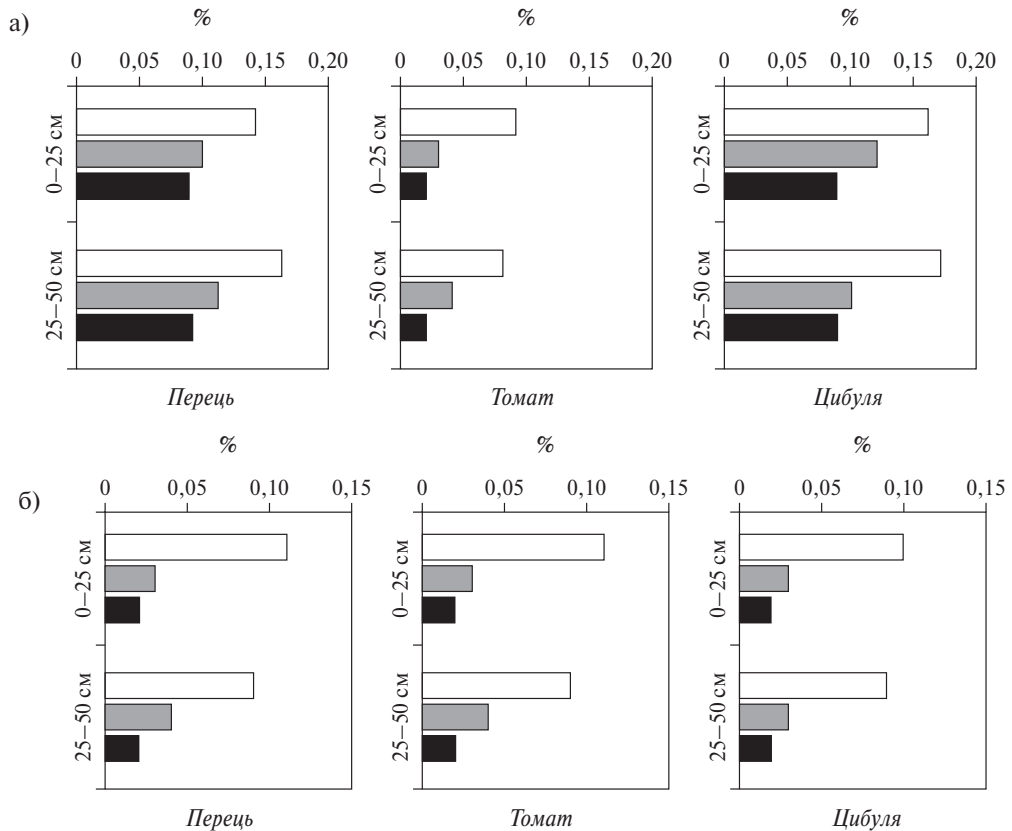 а)
% % %
0 0,05 0,10 0,15 0,20 0 0,05 0,10 0,15 0,20 0 0,05 0,10 0,15 0,20
0—25 см 0—25 см 0—25 см
25—50 см 25—50 см 25—50 см
Перець Томат Цибуля
% % %
б)
0 0,05 0,10 0,15 0 0,05 0,10 0,15 0 0,05 0,10 0,15
0—25 см 0—25 см 0—25 см
25—50 см 25—50 см 25—50 см
Перець Томат Цибуля